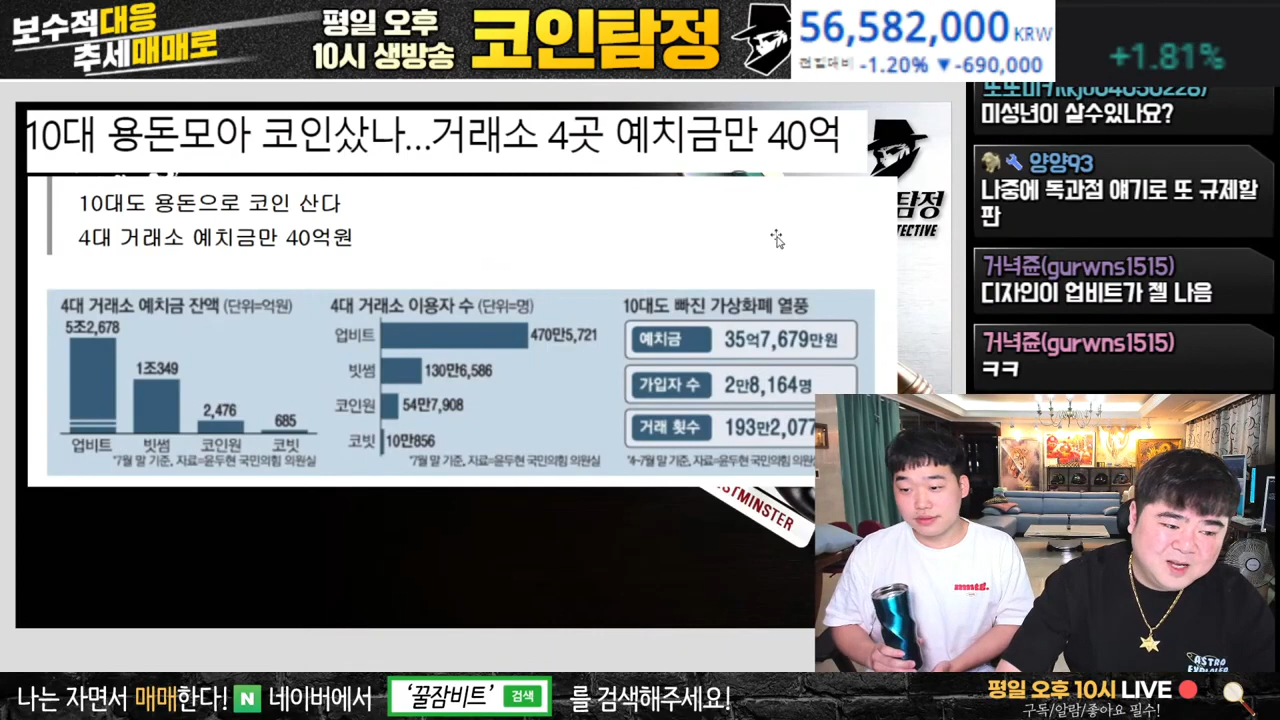 보수적대응
추세매매로
평일 오후
10시 생방송
코인탐정
56,582,000 KRW
전일대비 -1.20% ▼-690,000
+1.81%
미성년이 살수있나요?
양양93
나중에 독과점 얘기로 또 규제할
판
거녁쥰(gurwns1515)
디자인이 업비트가 젤 나음
거녁쥰(gurwns1515)
ㅋㅋ
10대 용돈모아 코인샀나...거래소 4곳 예치금만 40억
10대도 용돈으로 코인 산다
4대 거래소 예치금만 40억원
탐정
TECTIVE
4대 거래소 예치금 잔액 (단위=억원)
5조2,678
1조349
2,476
685
업비트 빗썸 코인원 코빗
*7월 말 기준, 자료=윤두현 국민의힘 의원실
4대 거래소 이용자 수 (단위=명)
업비트 470만5,721
빗썸 130만6,586
코인원 54만7,908
코빗 10만856
*7월 말 기준, 자료=윤두현 국민의힘 의원실
10대도 빠진 가상화폐 열풍
예치금 35억7,679만원
가입자 수 2만8,164명
거래 횟수 193만2,077
*4~7월 말 기준, 자료=윤두현 국민의힘
STMINSTER
mmtg.
ASTRO
EXPLORER
나는 자면서 매매한다! N 네이버에서 '꿀잠비트' 검색 를 검색해주세요!
평일 오후 10시 LIVE
구독/알람/좋아요 필수!